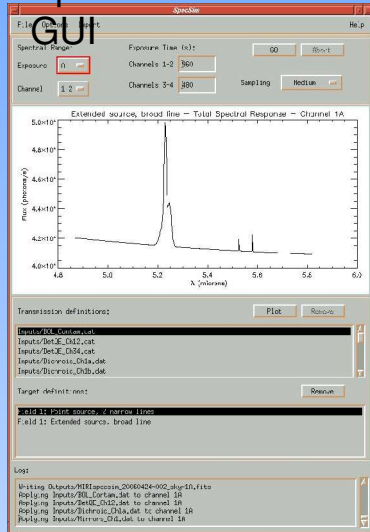 GUI
SpecSim
File Options Import Help
Spectral Range:
Exposure Time (s):
GO Abort
Exposure A
Channels 1-2 960
Channel 1 2
Channels 3-4 480
Sampling Medium
Extended source, broad line - Total Spectral Response - Channel 1A
Flux (photons/s)
5.0×10⁴
4.8×10⁴
4.6×10⁴
4.4×10⁴
4.2×10⁴
4.0×10⁴
4.8 5.0 5.2 5.4 5.6 5.8 6.0
λ (microns)
Transmission definitions:
Plot Remove
Inputs/BOL_Contam.cat
Inputs/DetQE_Ch12.cat
Inputs/DetQE_Ch34.cat
Inputs/Dichroic_Ch1a.dat
Inputs/Dichroic_Ch1b.dat
Target definitions:
Remove
Field 1: Point source, 2 narrow lines
Field 1: Extended source, broad line
Log:
Writing Outputs/MIRIspecsim_20060424-002_sky-1A.fits
Applying Inputs/BOL_Contam.dat to channel 1A
Applying Inputs/DetQE_Ch12.dat to channel 1A
Applying Inputs/Dichroic_Ch1a.dat to channel 1A
Applying Inputs/Mirrors_Ch1.dat to channel 1A